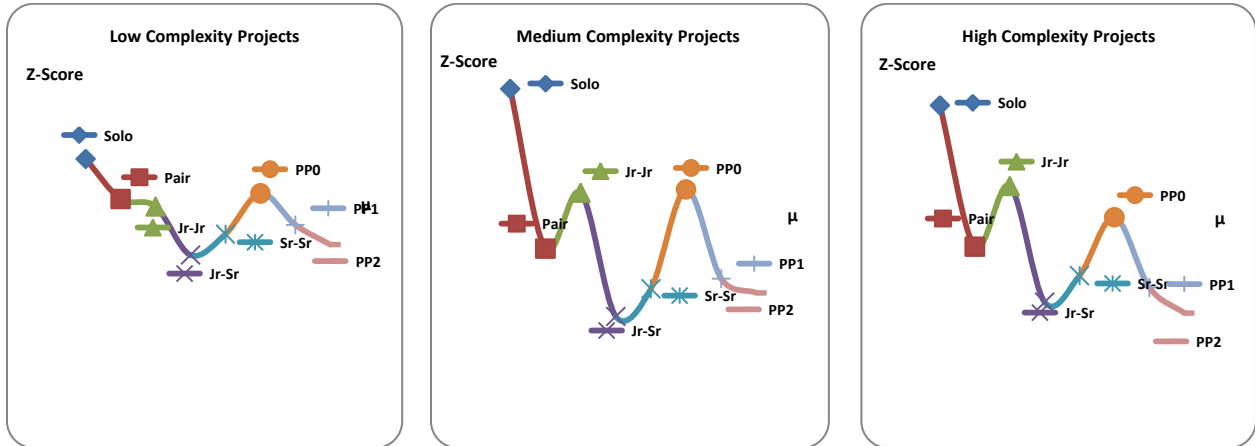 Low Complexity Projects
Z-Score
Solo
Pair
PP0
PP1
μ
Jr-Jr
Sr-Sr
PP2
Jr-Sr
Medium Complexity Projects
Z-Score
Solo
Jr-Jr
PP0
μ
Pair
PP1
Sr-Sr
PP2
Jr-Sr
High Complexity Projects
Z-Score
Solo
Jr-Jr
PP0
Pair
μ
Sr-Sr
PP1
Jr-Sr
PP2